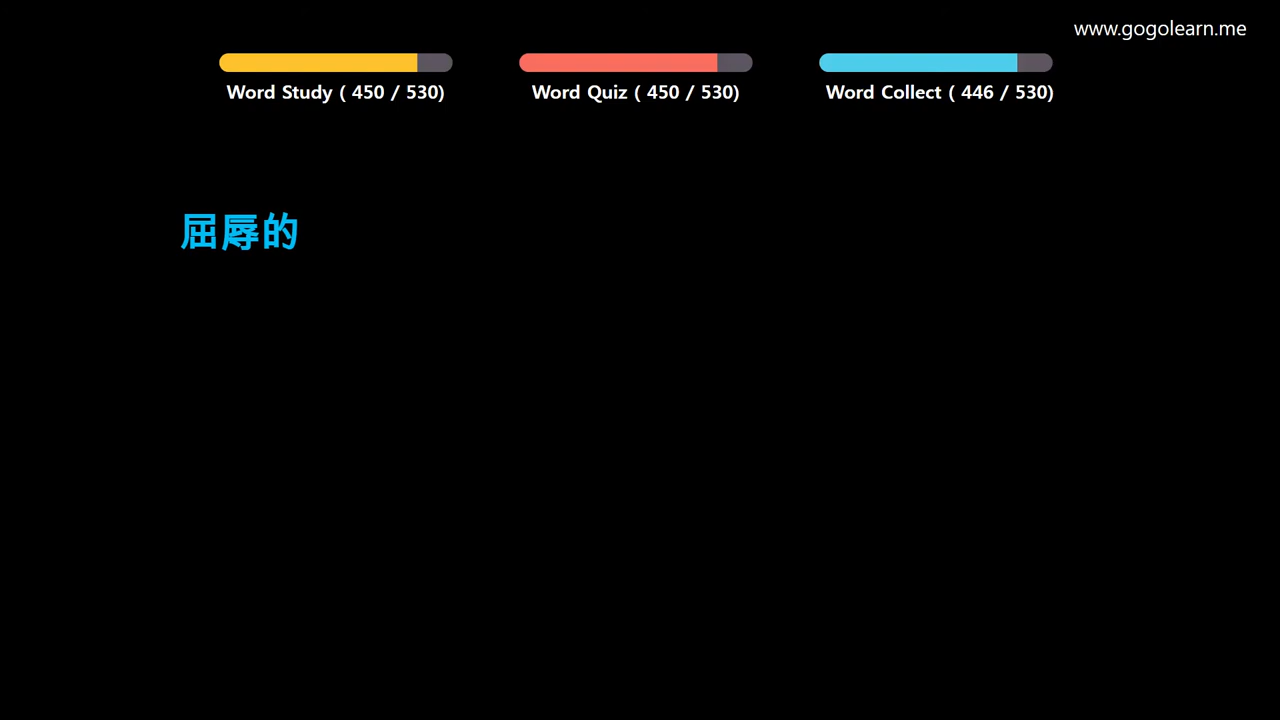 www.gogolearn.me
Word Study ( 450 / 530)
Word Quiz ( 450 / 530)
Word Collect ( 446 / 530)
屈辱的